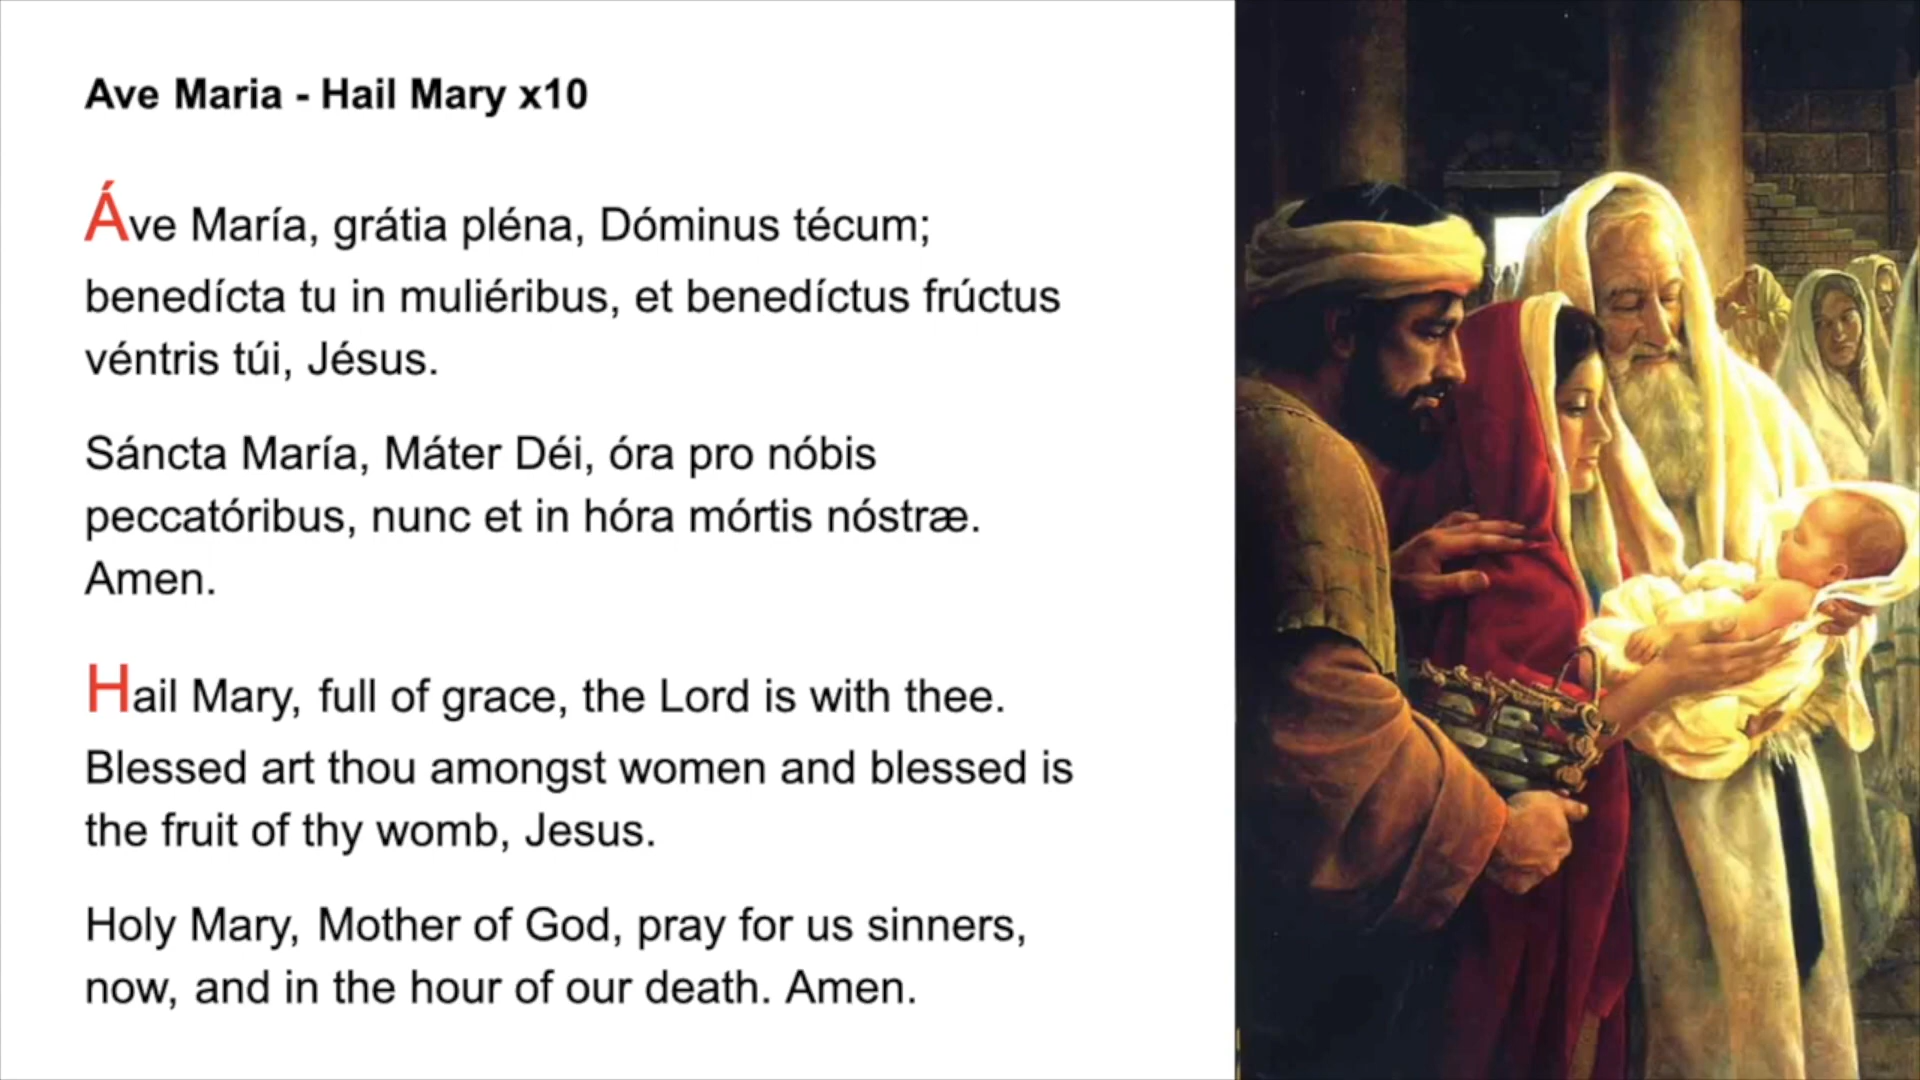 Ave Maria - Hail Mary x10
Áve María, grátia pléna, Dóminus técum;
benedícta tu in muliéribus, et benedíctus frúctus
véntris túi, Jésus.
Sáncta María, Máter Déi, óra pro nóbis
peccatóribus, nunc et in hóra mórtis nóstræ.
Amen.
Hail Mary, full of grace, the Lord is with thee.
Blessed art thou amongst women and blessed is
the fruit of thy womb, Jesus.
Holy Mary, Mother of God, pray for us sinners,
now, and in the hour of our death. Amen.